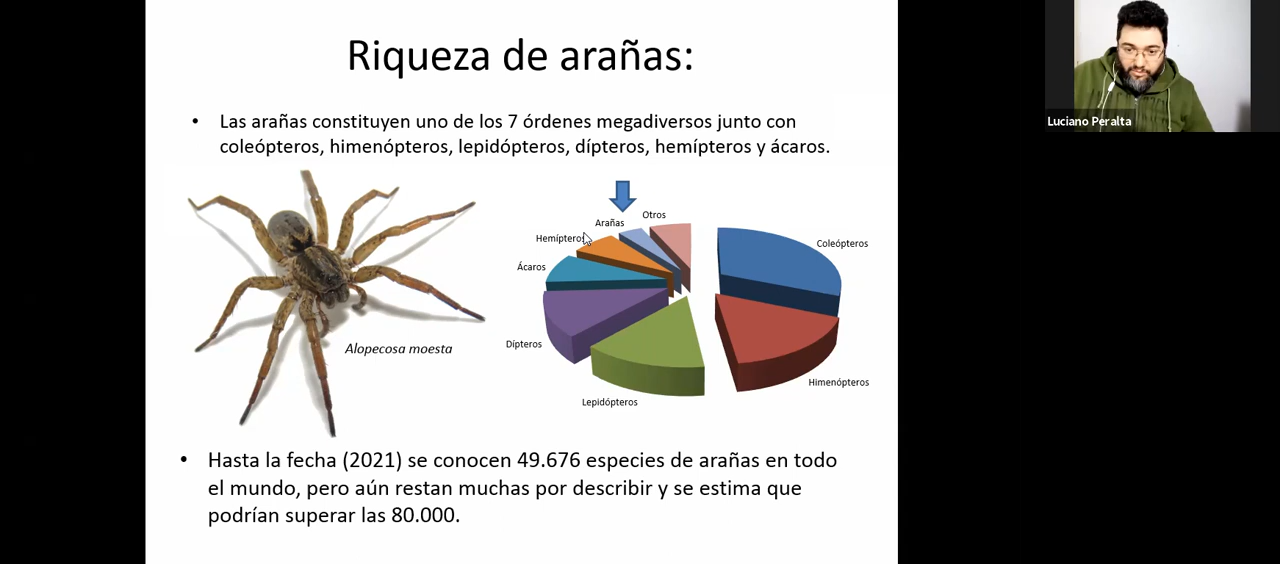 Riqueza de arañas:
• Las arañas constituyen uno de los 7 órdenes megadiversos junto con
coleópteros, himenópteros, lepidópteros, dípteros, hemípteros y ácaros.
Otros
Arañas
Hemípteros
Coleópteros
Ácaros
Dípteros
Alopecosa moesta
Himenópteros
Lepidópteros
• Hasta la fecha (2021) se conocen 49.676 especies de arañas en todo
el mundo, pero aún restan muchas por describir y se estima que
podrían superar las 80.000.
Luciano Peralta